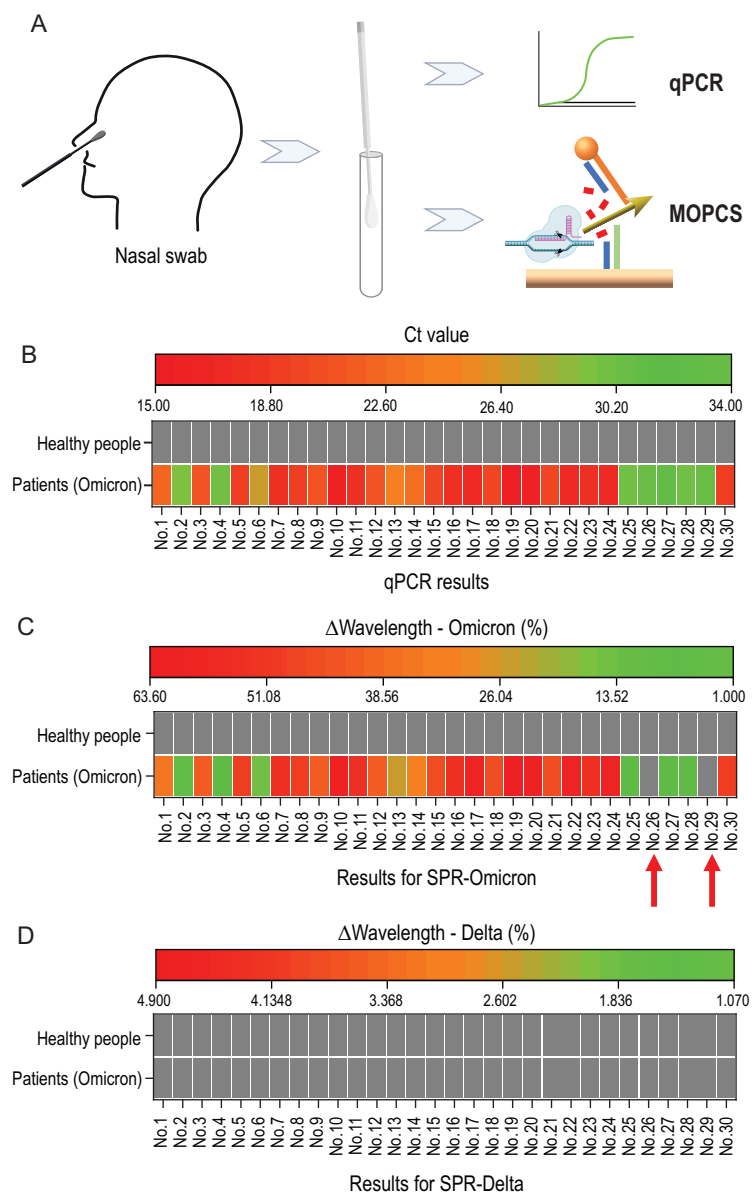 A
Nasal swab
qPCR
MOPCS
B
Ct value
15.00 18.80 22.60 26.40 30.20 34.00
Healthy people
Patients (Omicron)
No.1 No.2 No.3 No.4 No.5 No.6 No.7 No.8 No.9 No.10 No.11 No.12 No.13 No.14 No.15 No.16 No.17 No.18 No.19 No.20 No.21 No.22 No.23 No.24 No.25 No.26 No.27 No.28 No.29 No.30
qPCR results
C
ΔWavelength - Omicron (%)
63.60 51.08 38.56 26.04 13.52 1.000
Healthy people
Patients (Omicron)
No.1 No.2 No.3 No.4 No.5 No.6 No.7 No.8 No.9 No.10 No.11 No.12 No.13 No.14 No.15 No.16 No.17 No.18 No.19 No.20 No.21 No.22 No.23 No.24 No.25 No.26 No.27 No.28 No.29 No.30
Results for SPR-Omicron
D
ΔWavelength - Delta (%)
4.900 4.1348 3.368 2.602 1.836 1.070
Healthy people
Patients (Omicron)
No.1 No.2 No.3 No.4 No.5 No.6 No.7 No.8 No.9 No.10 No.11 No.12 No.13 No.14 No.15 No.16 No.17 No.18 No.19 No.20 No.21 No.22 No.23 No.24 No.25 No.26 No.27 No.28 No.29 No.30
Results for SPR-Delta